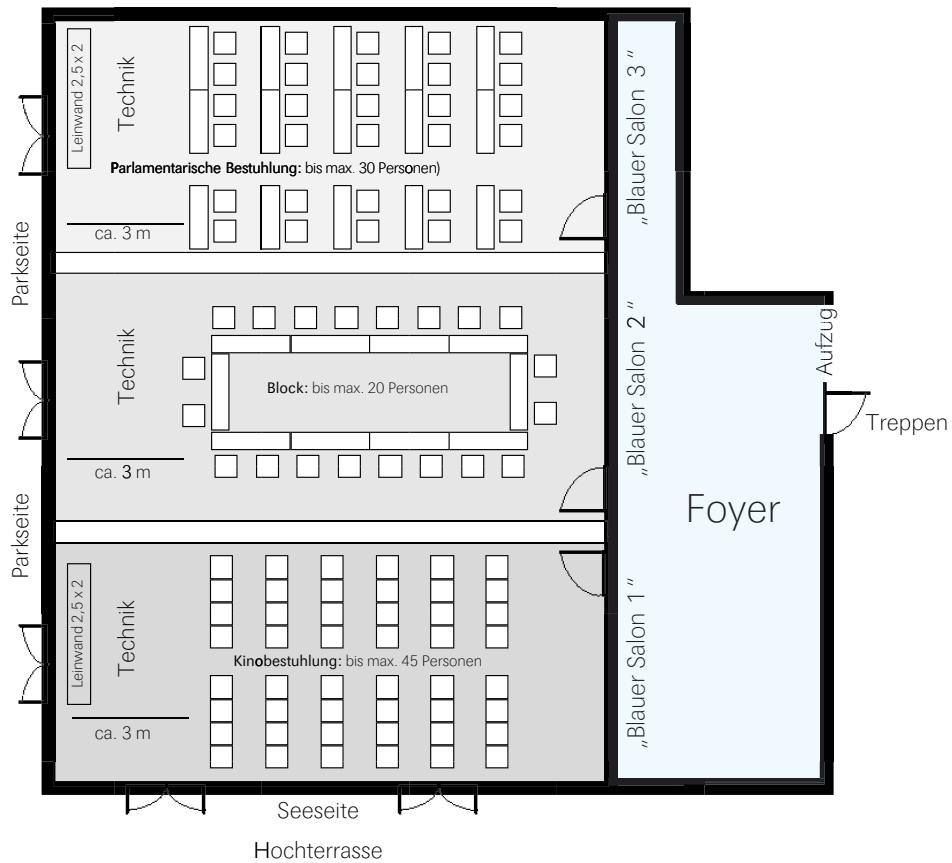 Leinwand 2,5 x 2
Technik
Parlamentarische Bestuhlung: bis max. 30 Personen)
ca. 3 m
„Blauer Salon 3“
Parkseite
Technik
Block: bis max. 20 Personen
ca. 3 m
„Blauer Salon 2“
Aufzug
Treppen
Foyer
Parkseite
Leinwand 2,5 x 2
Technik
Kinobestuhlung: bis max. 45 Personen
ca. 3 m
„Blauer Salon 1“
Seeseite
Hochterrasse